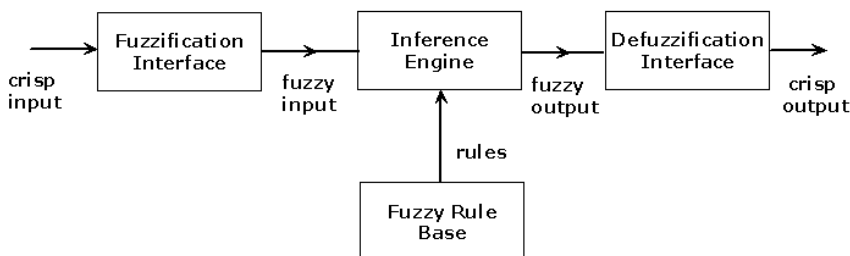 Fuzzification
Interface
Inference
Engine
Defuzzification
Interface
crisp
input
fuzzy
input
fuzzy
output
crisp
output
rules
Fuzzy Rule
Base